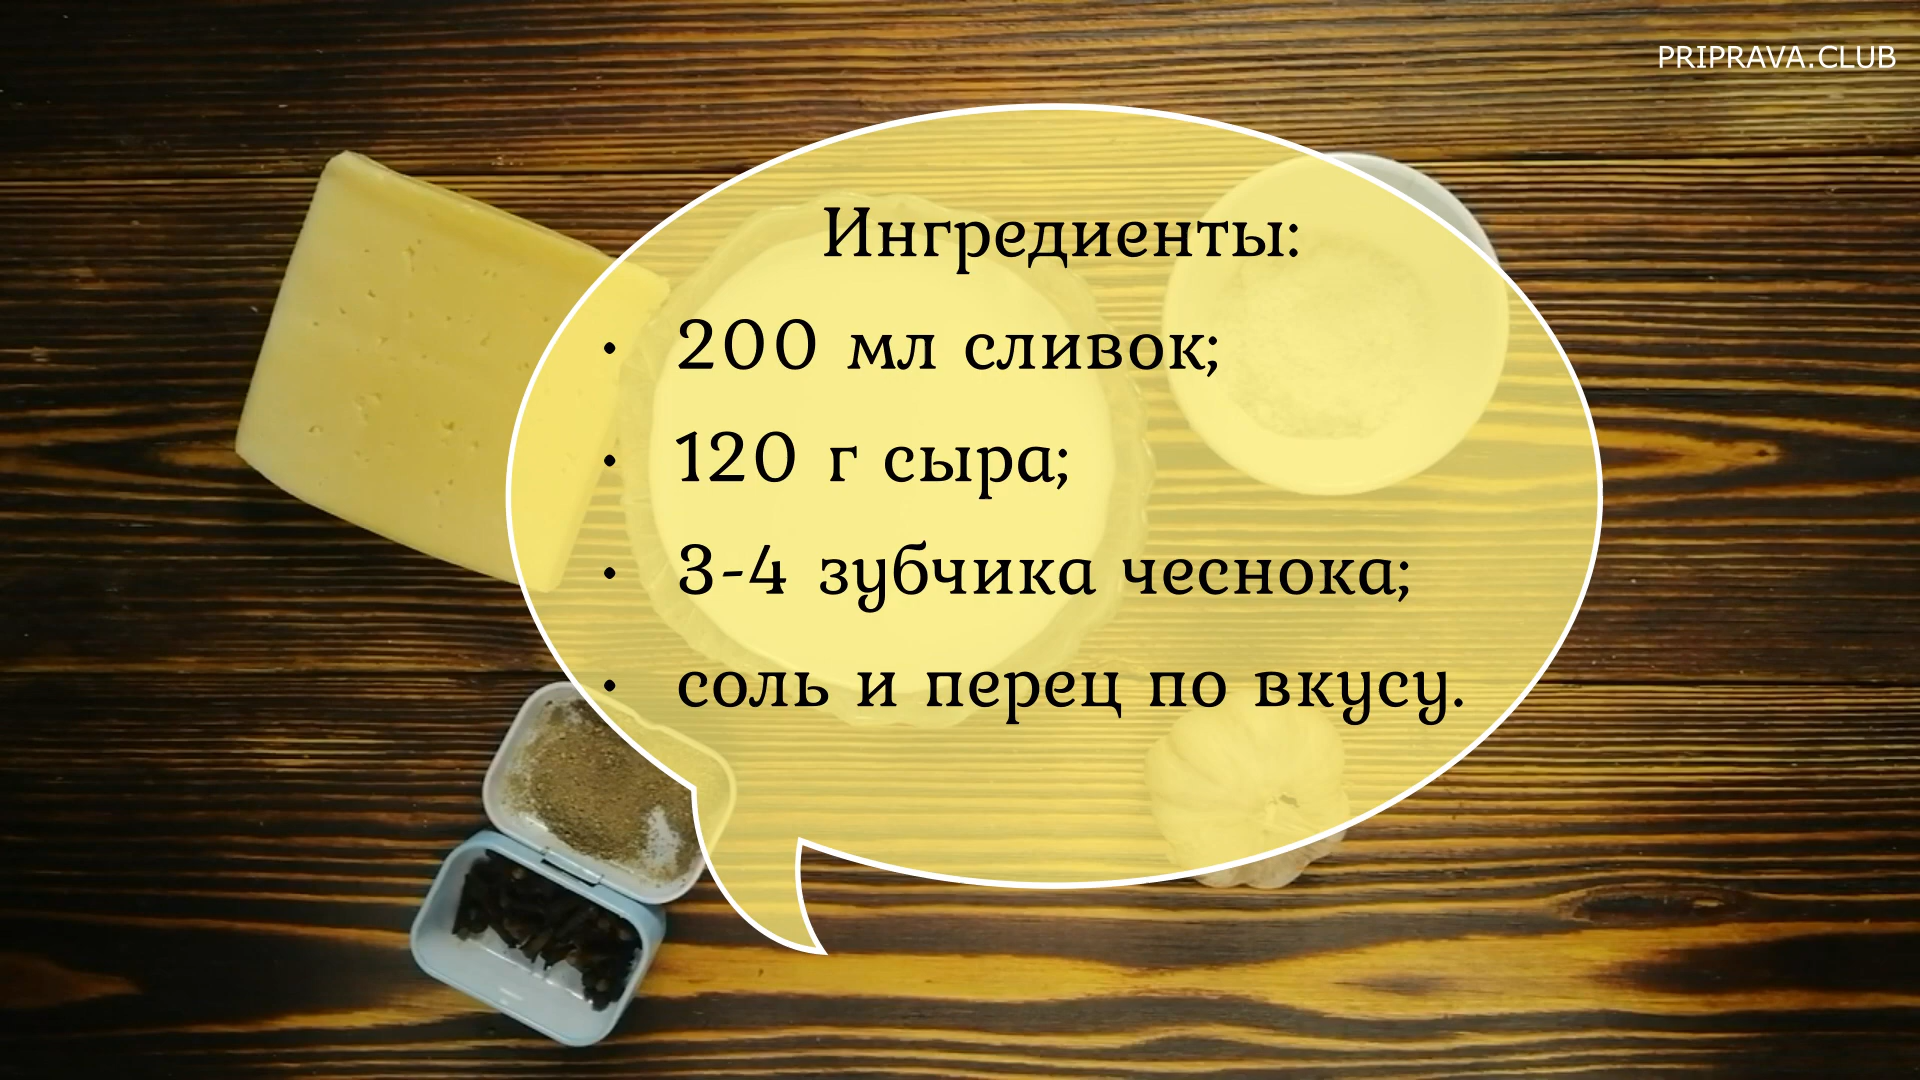 PRIPRAVA.CLUB
Ингредиенты:
• 200 мл сливок;
• 120 г сыра;
• 3-4 зубчика чеснока;
• соль и перец по вкусу.